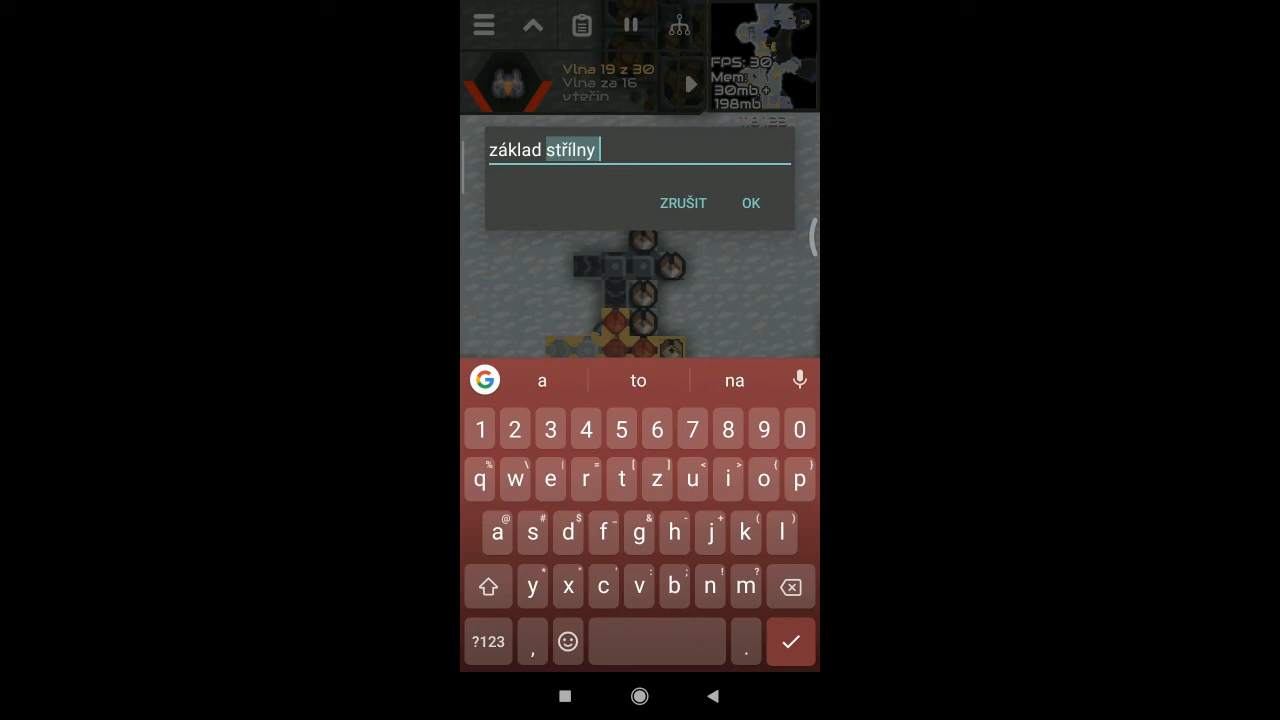 Vlna 19 z 30
Vlna za 16
vteřin
FPS: 30
Mem:
30mb +
198mb
základ střílny
ZRUŠIT OK
a to na
1 2 3 4 5 6 7 8 9 0
% \ | = [ ] < > { }
q w e r t z u i o p
@ # $ _ & - + ( )
a s d f g h j k l
* " ' : ; ! ?
y x c v b n m
?123 , .